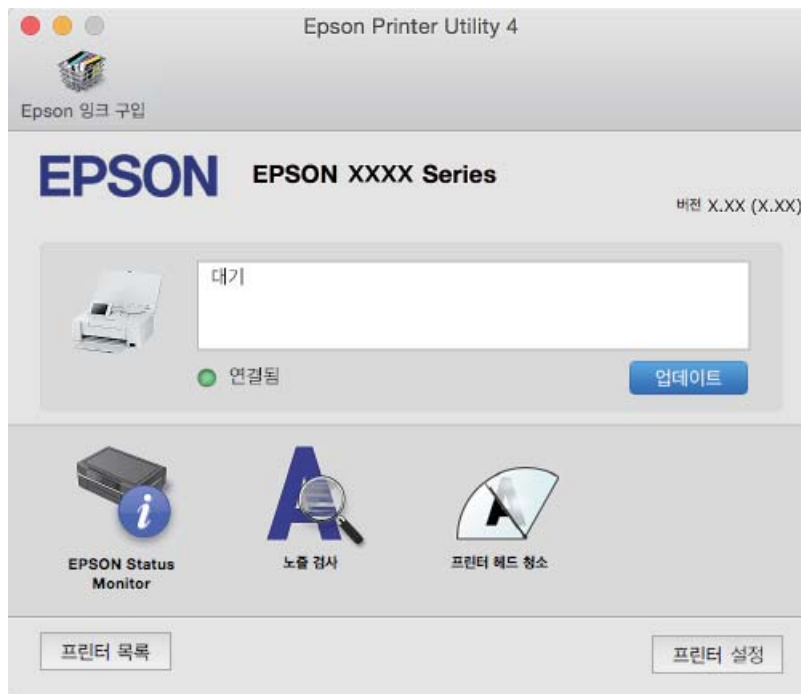 Epson Printer Utility 4
Epson 잉크 구입
EPSON
EPSON XXXX Series
버전 X.XX (X.XX)
대기
연결됨
업데이트
EPSON Status
Monitor
노즐 검사
프린터 헤드 청소
프린터 목록
프린터 설정